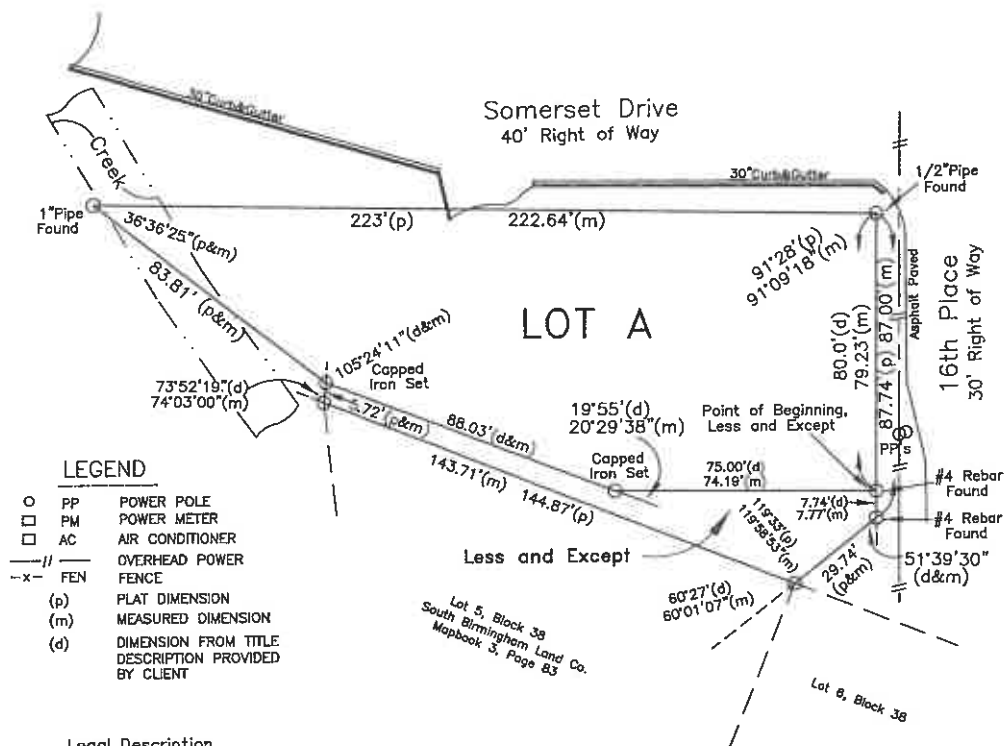 30"Curb&Gutter
Somerset Drive
40' Right of Way
30"Curb&Gutter
1/2"Pipe
Found
Creek
1"Pipe
Found
36°36'25"(p&m)
223'(p)
222.64'(m)
91°28'(p)
91°09'18"(m)
83.81' (p&m)
LOT A
80.0'(d)
79.23'(m)
87.74'(p) 87.00'(m)
Asphalt Paved
16th Place
30' Right of Way
105°24'11"(d&m)
Capped
Iron Set
73°52'19"(d)
74°03'00"(m)
5.72'(p&m)
88.03'(d&m)
143.71'(m)
144.87'(p)
19°55'(d)
20°29'38"(m)
Capped
Iron Set
Point of Beginning,
Less and Except
PP's
75.00'(d)
74.19'(m)
#4 Rebar
Found
7.74'(d)
7.77'(m)
#4 Rebar
Found
119°33'(p)
119°58'53"(m)
Less and Except
29.74'
(p&m)
51°39'30"
(d&m)
60°27'(d)
60°01'07"(m)
Lot 5, Block 38
South Birmingham Land Co.
Mapbook 3, Page 83
Lot 6, Block 38
LEGEND
PP POWER POLE
PM POWER METER
AC AIR CONDITIONER
—//— OVERHEAD POWER
-x- FEN FENCE
(p) PLAT DIMENSION
(m) MEASURED DIMENSION
(d) DIMENSION FROM TITLE
DESCRIPTION PROVIDED
BY CLIENT
Legal Description